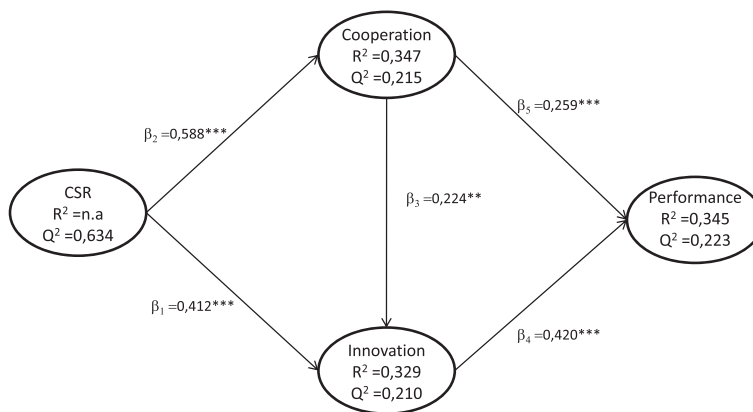 Cooperation
R² =0,347
Q² =0,215
β₂ =0,588***
β₅ =0,259***
CSR
R² =n.a
Q² =0,634
β₃ =0,224**
Performance
R² =0,345
Q² =0,223
β₁ =0,412***
β₄ =0,420***
Innovation
R² =0,329
Q² =0,210